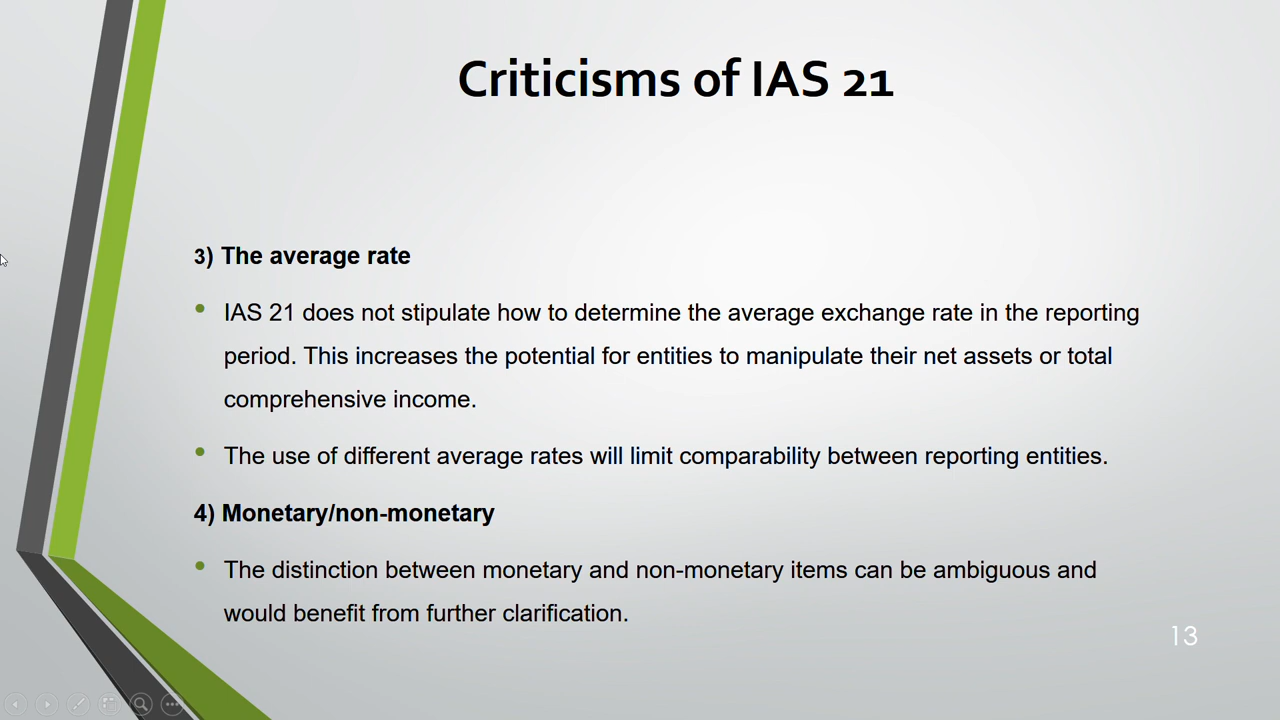 Criticisms of IAS 21
3) The average rate
• IAS 21 does not stipulate how to determine the average exchange rate in the reporting
period. This increases the potential for entities to manipulate their net assets or total
comprehensive income.
• The use of different average rates will limit comparability between reporting entities.
4) Monetary/non-monetary
• The distinction between monetary and non-monetary items can be ambiguous and
would benefit from further clarification.
13